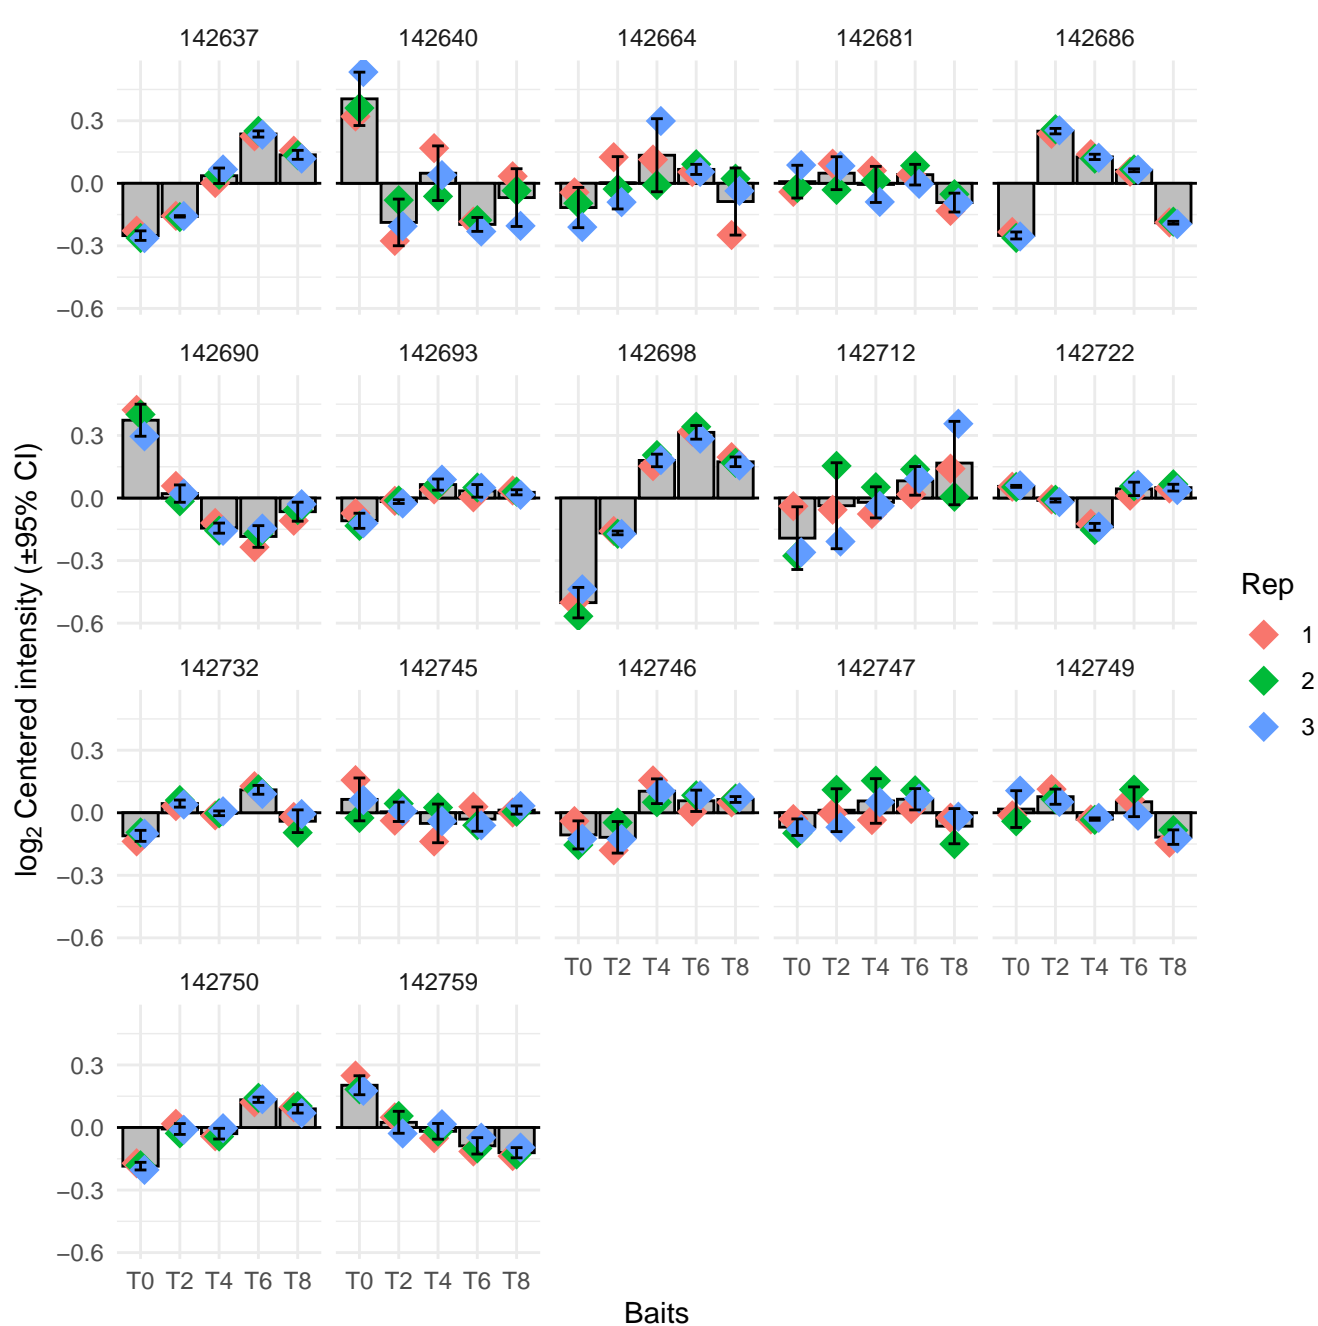 142637 142640 142664 142681 142686
0.3
0.0
−0.3
−0.6
142690 142693 142698 142712 142722
0.3
0.0
−0.3
−0.6
142732 142745 142746 142747 142749
0.3
0.0
−0.3
−0.6
T0 T2 T4 T6 T8 T0 T2 T4 T6 T8 T0 T2 T4 T6 T8
142750 142759
0.3
0.0
−0.3
−0.6
T0 T2 T4 T6 T8 T0 T2 T4 T6 T8
Baits
log₂ Centered intensity (±95% CI)
Rep
1
2
3